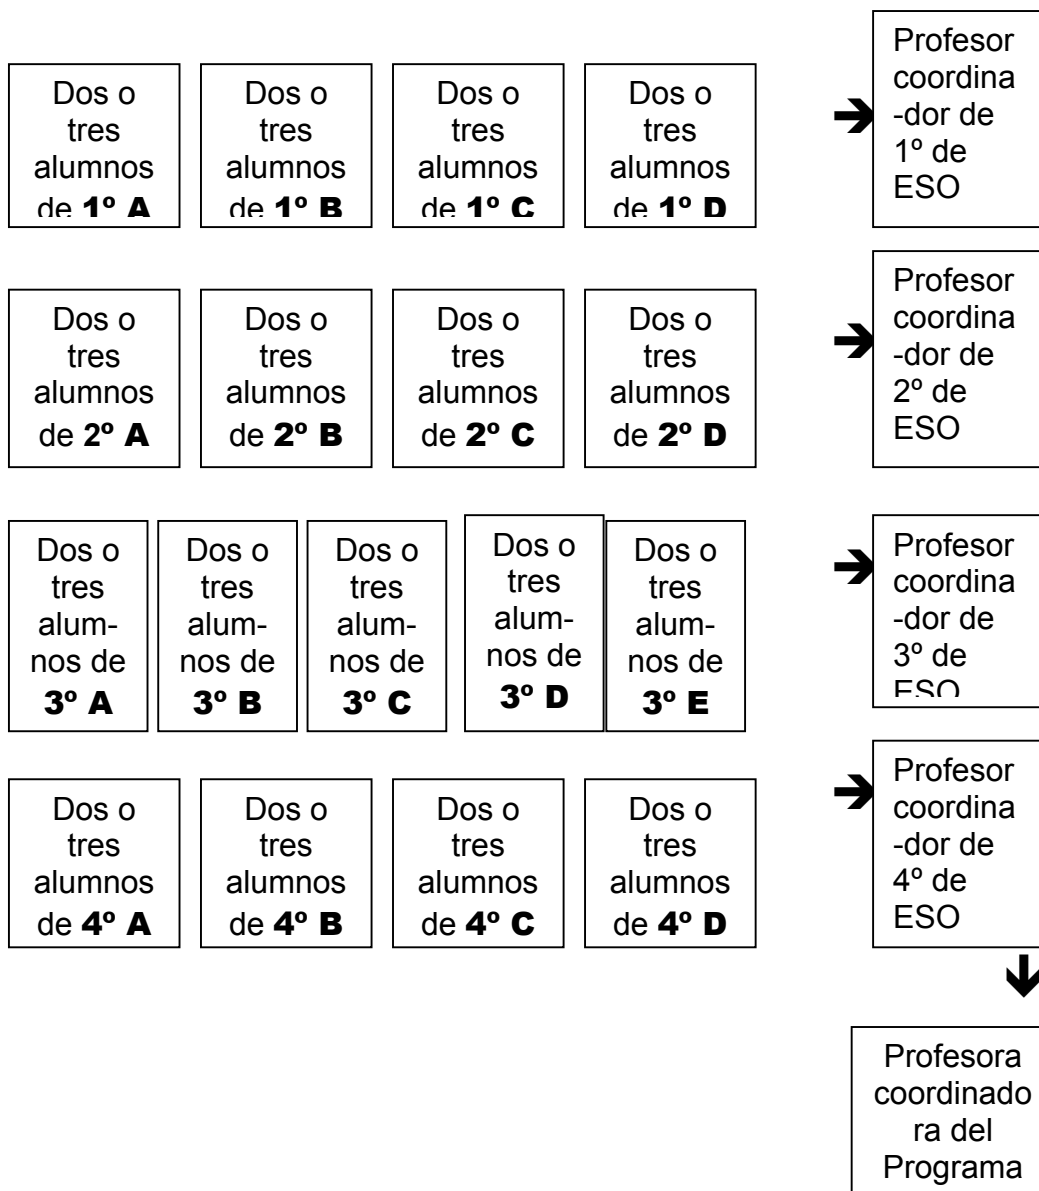 Dos o
tres
alumnos
de 1º A
Dos o
tres
alumnos
de 1º B
Dos o
tres
alumnos
de 1º C
Dos o
tres
alumnos
de 1º D
Profesor
coordina
-dor de
1º de
ESO
Dos o
tres
alumnos
de 2º A
Dos o
tres
alumnos
de 2º B
Dos o
tres
alumnos
de 2º C
Dos o
tres
alumnos
de 2º D
Profesor
coordina
-dor de
2º de
ESO
Dos o
tres
alum-
nos de
3º A
Dos o
tres
alum-
nos de
3º B
Dos o
tres
alum-
nos de
3º C
Dos o
tres
alum-
nos de
3º D
Dos o
tres
alum-
nos de
3º E
Profesor
coordina
-dor de
3º de
ESO
Dos o
tres
alumnos
de 4º A
Dos o
tres
alumnos
de 4º B
Dos o
tres
alumnos
de 4º C
Dos o
tres
alumnos
de 4º D
Profesor
coordina
-dor de
4º de
ESO
Profesora
coordinado
ra del
Programa